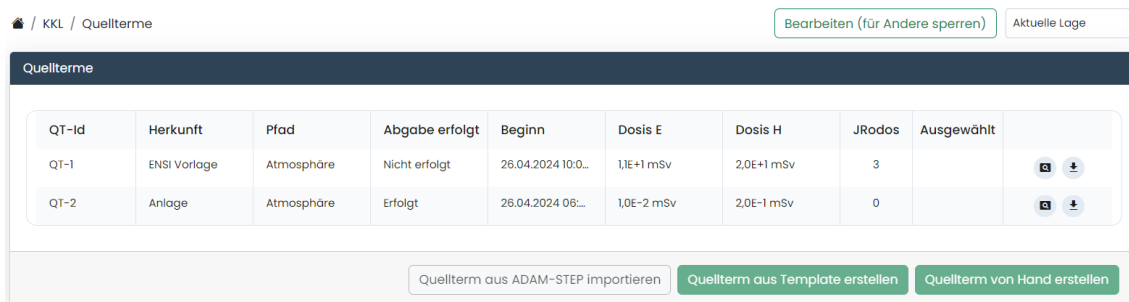 / KKL / Quellterme
Bearbeiten (für Andere sperren)
Aktuelle Lage
Quellterme
QT-Id Herkunft Pfad Abgabe erfolgt Beginn Dosis E Dosis H JRodos Ausgewählt
QT-1 ENSI Vorlage Atmosphäre Nicht erfolgt 26.04.2024 10:0... 1,1E+1 mSv 2,0E+1 mSv 3
QT-2 Anlage Atmosphäre Erfolgt 26.04.2024 06:... 1,0E-2 mSv 2,0E-1 mSv 0
Quellterm aus ADAM-STEP importieren Quellterm aus Template erstellen Quellterm von Hand erstellen